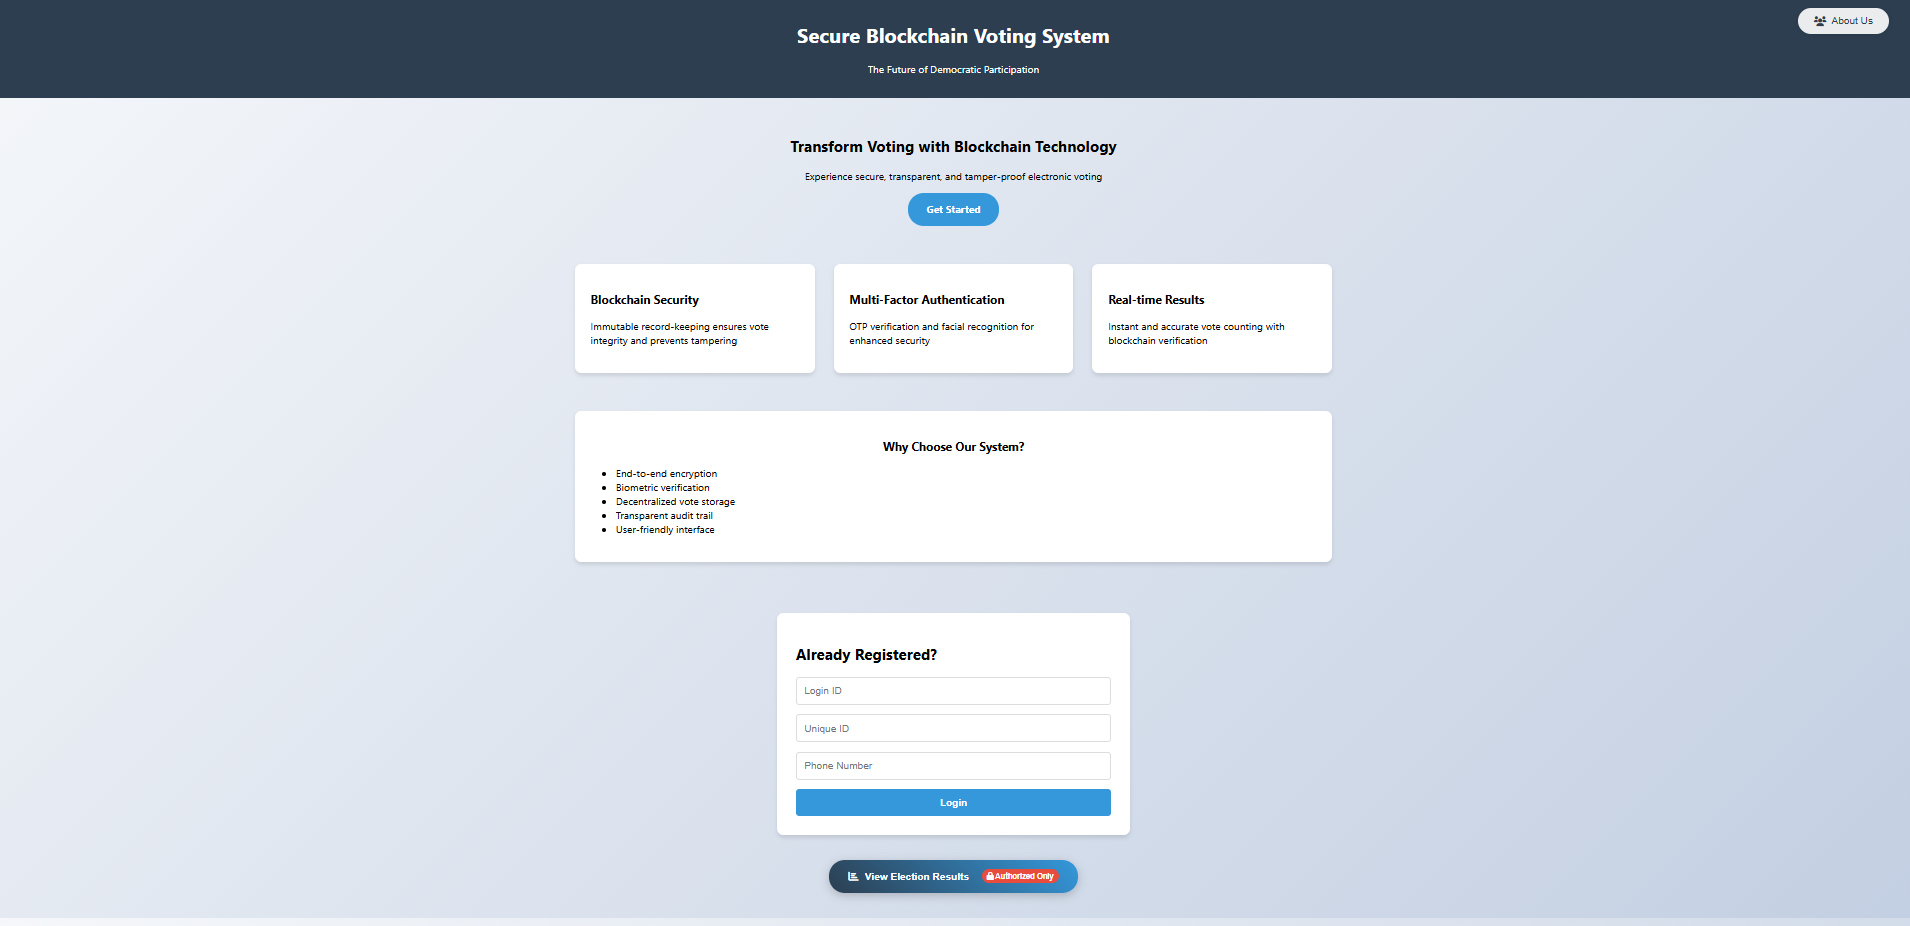 Secure Blockchain Voting System
About Us
The Future of Democratic Participation
Transform Voting with Blockchain Technology
Experience secure, transparent, and tamper-proof electronic voting
Get Started
Blockchain Security
Immutable record-keeping ensures vote
integrity and prevents tampering
Multi-Factor Authentication
OTP verification and facial recognition for
enhanced security
Real-time Results
Instant and accurate vote counting with
blockchain verification
Why Choose Our System?
End-to-end encryption
Biometric verification
Decentralized vote storage
Transparent audit trail
User-friendly interface
Already Registered?
Login ID
Unique ID
Phone Number
Login
View Election Results Authorized Only